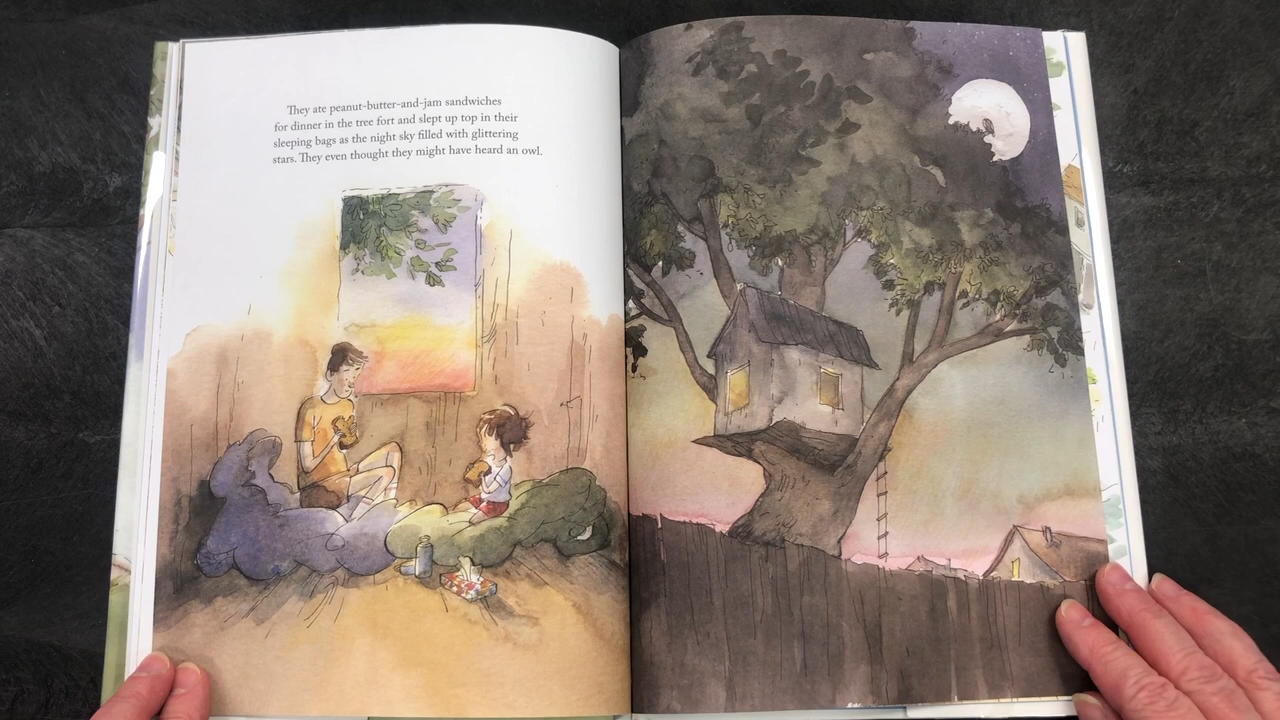 They ate peanut-butter-and-jam sandwiches
for dinner in the tree fort and slept up top in their
sleeping bags as the night sky filled with glittering
stars. They even thought they might have heard an owl.